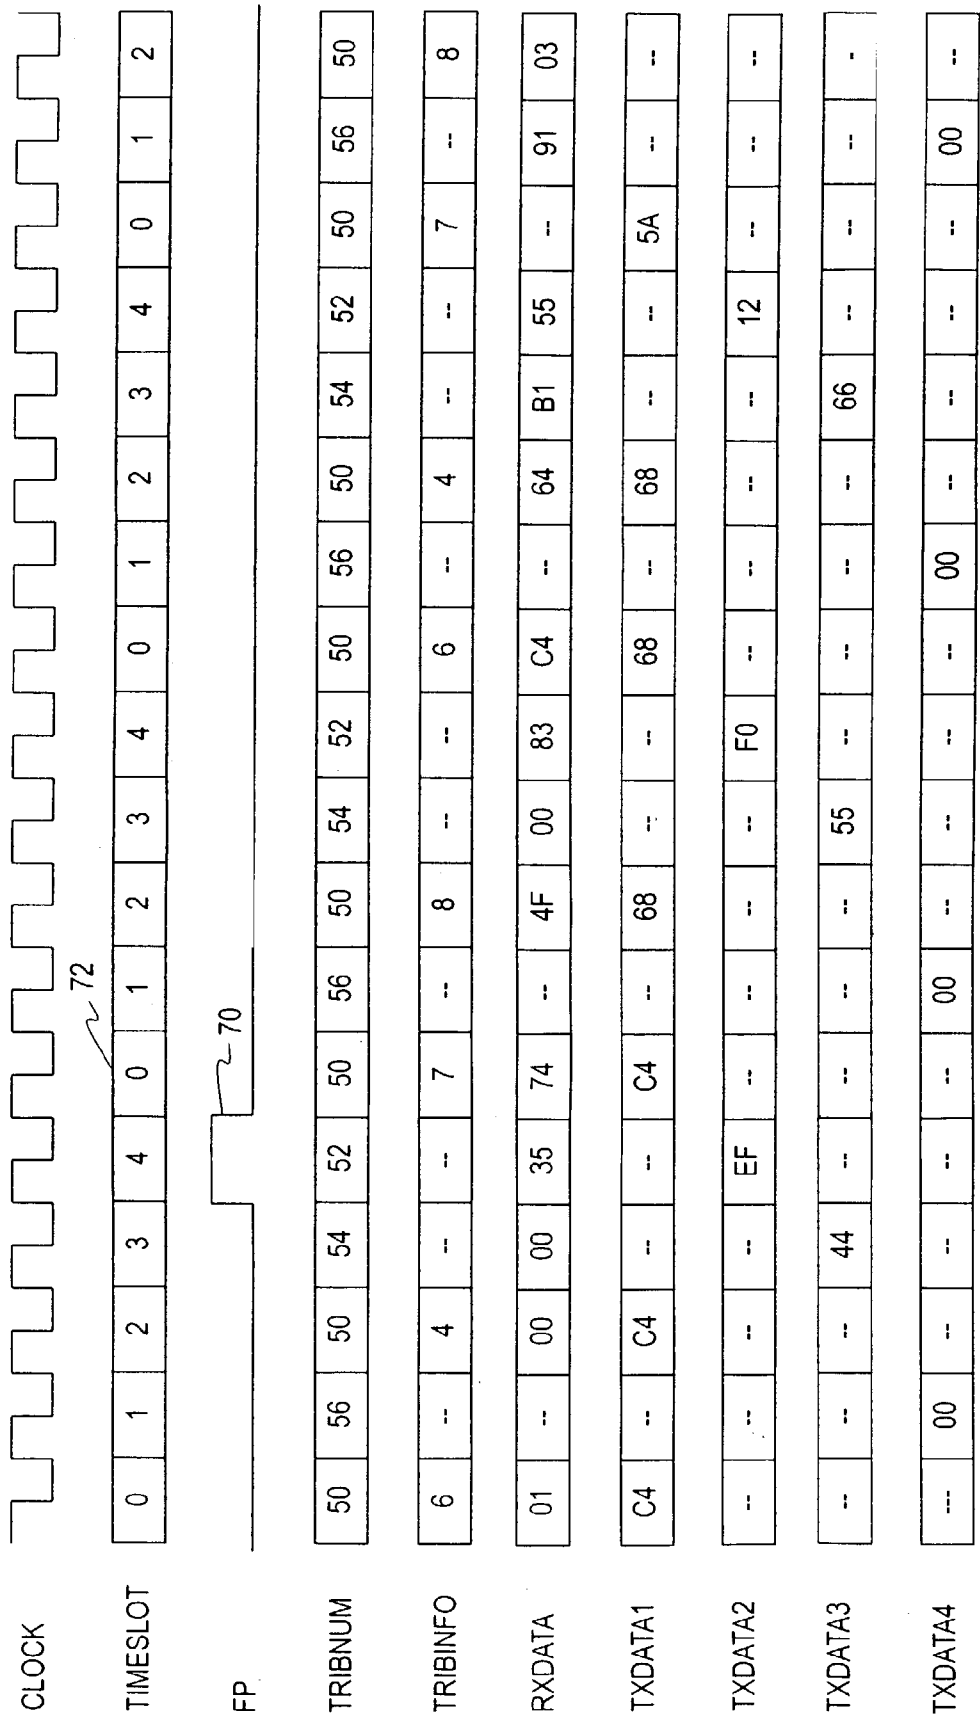 CLOCK
72
TIMESLOT 0 1 2 3 4 0 1 2 3 4 0 1 2 3 4 0 1 2
70
FP
TRIBNUM 50 56 50 54 52 50 56 50 54 52 50 56 50 54 52 50 56 50
TRIBINFO 6 -- 4 -- -- 7 -- 8 -- -- 6 -- 4 -- -- 7 -- 8
RXDATA 01 -- 00 00 35 74 -- 4F 00 83 C4 -- 64 B1 55 -- 91 03
TXDATA1 C4 -- C4 -- -- C4 -- 68 -- -- 68 -- 68 -- -- 5A -- --
TXDATA2 -- -- -- -- EF -- -- -- -- F0 -- -- -- -- 12 -- -- --
TXDATA3 -- -- -- 44 -- -- -- -- 55 -- -- -- -- 66 -- -- -- -
TXDATA4 --- 00 -- -- -- -- 00 -- -- -- -- 00 -- -- -- -- 00 --